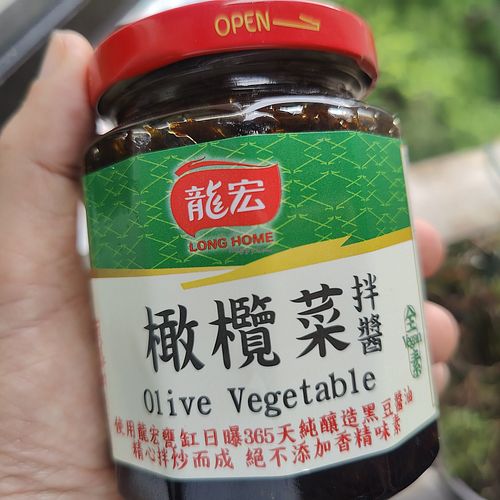 OPEN
龍宏
LONG HOME
橄欖菜拌醬
Olive Vegetable
全素
Vegan
使用龍宏甕缸日曝365天純釀造黑豆醬油
精心拌炒而成 絕不添加香精味素